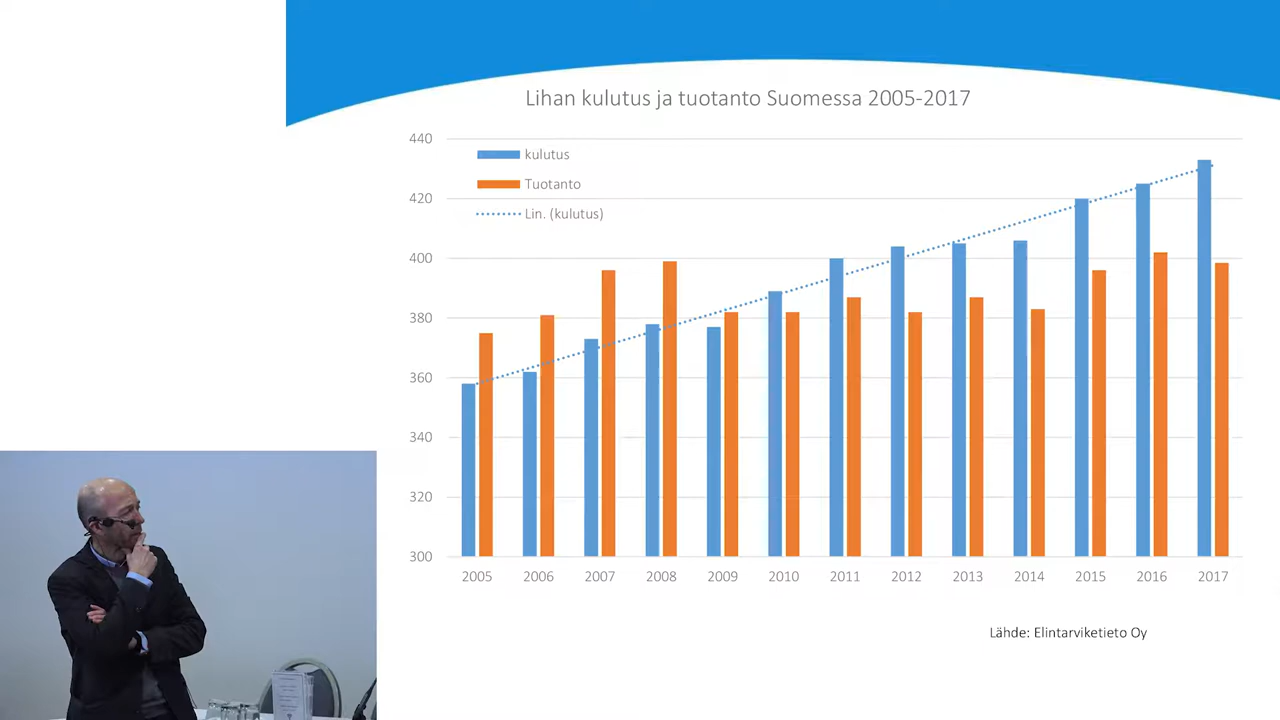 Lihan kulutus ja tuotanto Suomessa 2005-2017
440
kulutus
Tuotanto
420
Lin. (kulutus)
400
380
360
340
320
300
2005 2006 2007 2008 2009 2010 2011 2012 2013 2014 2015 2016 2017
Lähde: Elintarviketieto Oy